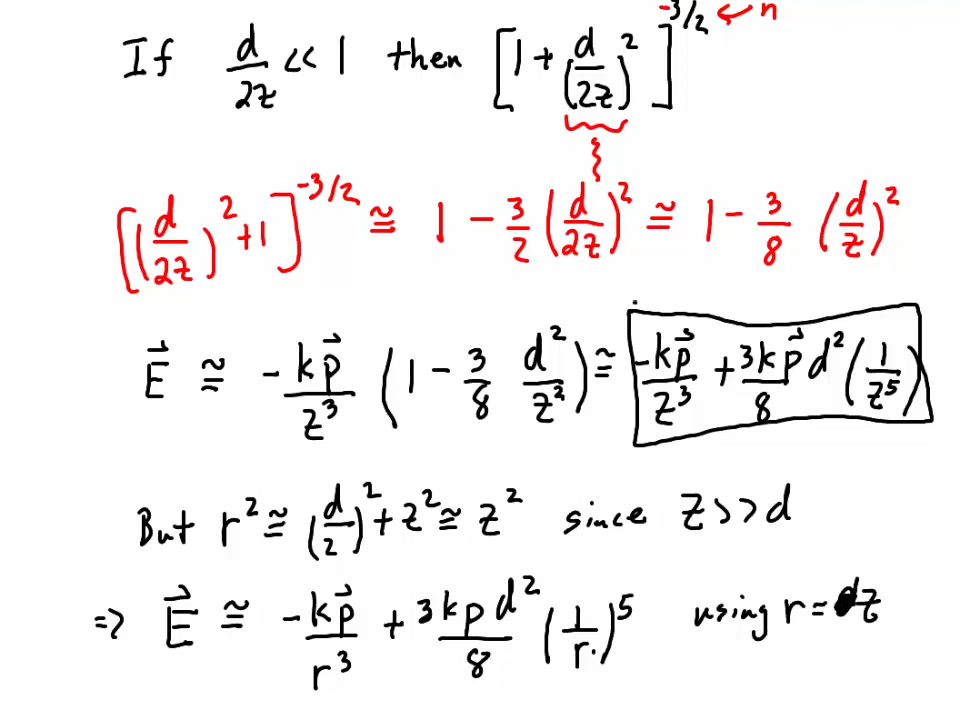 If d/2z << 1 then [1 + (d/2z)²]^-3/2 ← n
[(d/2z)² + 1]^-3/2 ≅ 1 - 3/2 (d/2z)² ≅ 1 - 3/8 (d/z)²
E⃗ ≅ -kp⃗/z³ (1 - 3/8 d²/z²) ≅ -kp⃗/z³ + 3kp⃗/8 d² (1/z⁵)
But r² ≅ (d/2)² + z² ≅ z² since z >> d
=> E⃗ ≅ -kp⃗/r³ + 3kpd²/8 (1/r)⁵ using r = z